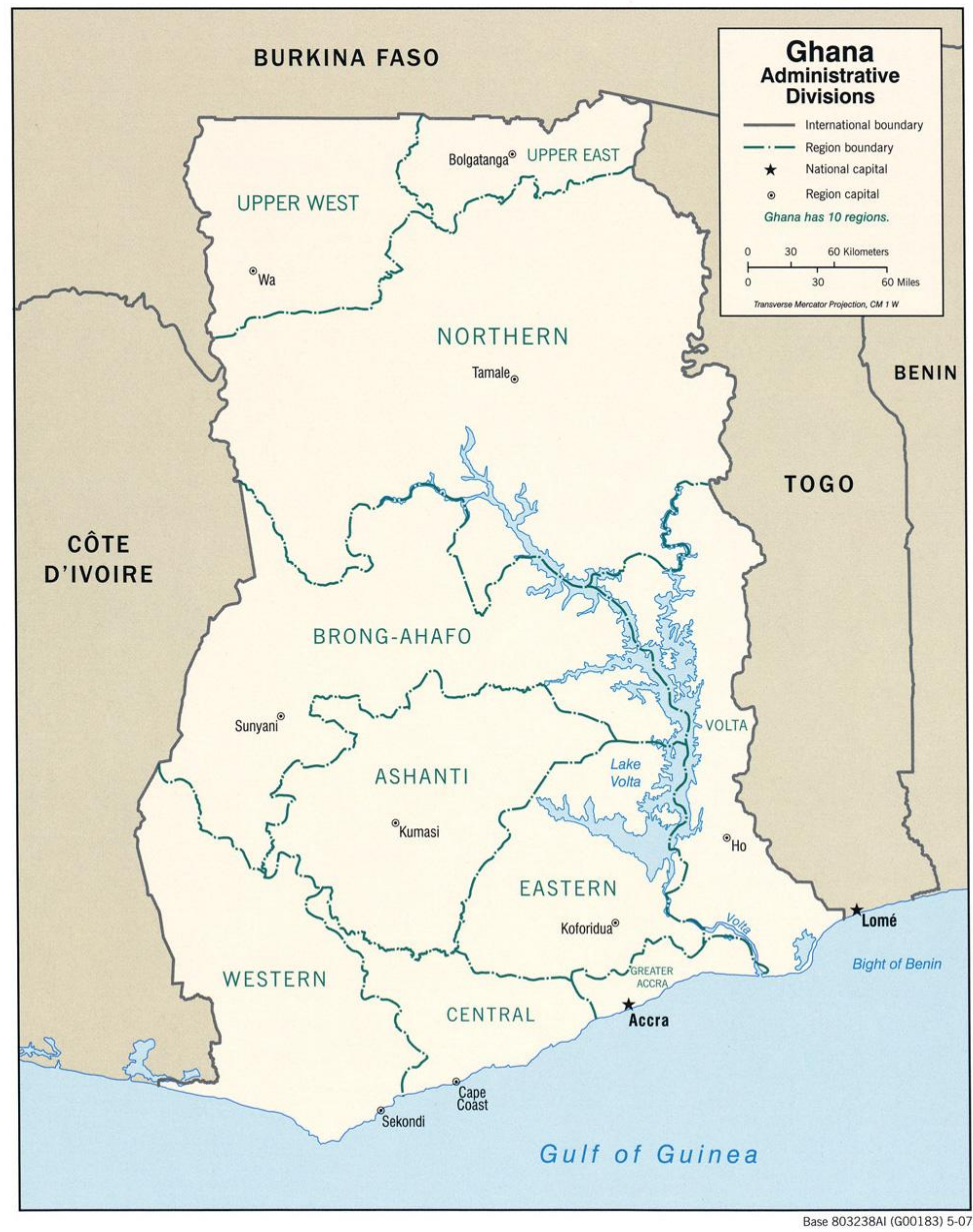 BURKINA FASO
Ghana
Administrative
Divisions
International boundary
Region boundary
National capital
Region capital
Ghana has 10 regions.
0 30 60 Kilometers
0 30 60 Miles
Transverse Mercator Projection, CM 1 W
Bolgatanga
UPPER EAST
UPPER WEST
Wa
NORTHERN
Tamale
BENIN
TOGO
CÔTE
D'IVOIRE
BRONG-AHAFO
Sunyani
VOLTA
ASHANTI
Lake
Volta
Kumasi
Ho
EASTERN
Koforidua
Volta
Lomé
Bight of Benin
WESTERN
GREATER
ACCRA
CENTRAL
Accra
Cape
Coast
Sekondi
Gulf of Guinea
Base 803238AI (G00183) 5-07